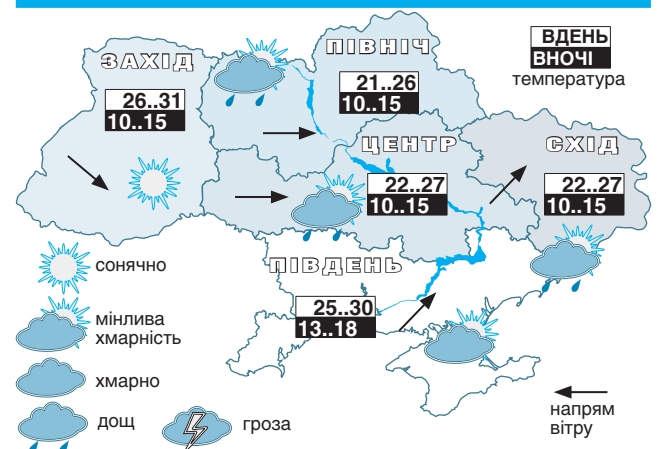 ЗАХІД
26..31
10..15
ПІВНІЧ
21..26
10..15
ВДЕНЬ
ВНОЧІ
температура
ЦЕНТР
22..27
10..15
СХІД
22..27
10..15
ПІВДЕНЬ
25..30
13..18
сонячно
мінлива
хмарність
хмарно
дощ
гроза
напрям
вітру